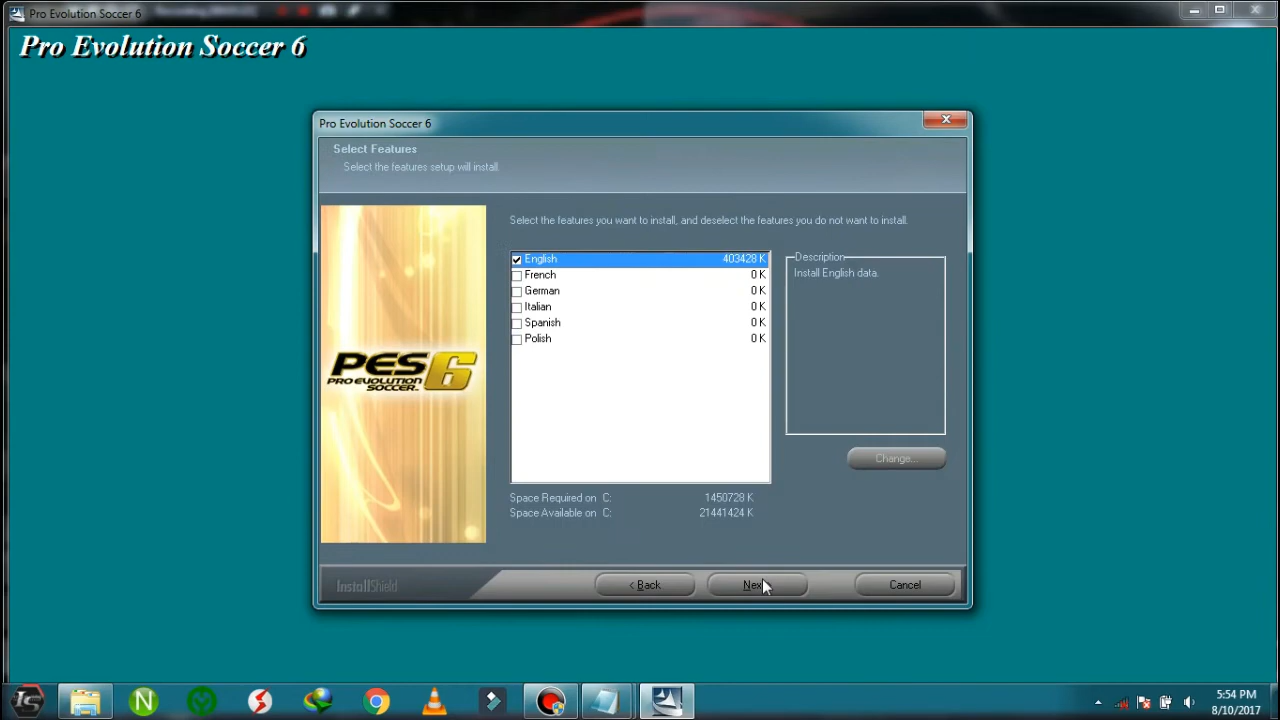 Pro Evolution Soccer 6
Pro Evolution Soccer 6
Pro Evolution Soccer 6
Select Features
Select the features setup will install.
Select the features you want to install, and deselect the features you do not want to install.
English 403428 K
French 0 K
German 0 K
Italian 0 K
Spanish 0 K
Polish 0 K
Description
Install English data.
PES 6
PRO EVOLUTION
SOCCER
Change...
Space Required on C: 1450728 K
Space Available on C: 21441424 K
InstallShield
< Back
Nex
Cancel
5:54 PM
8/10/2017